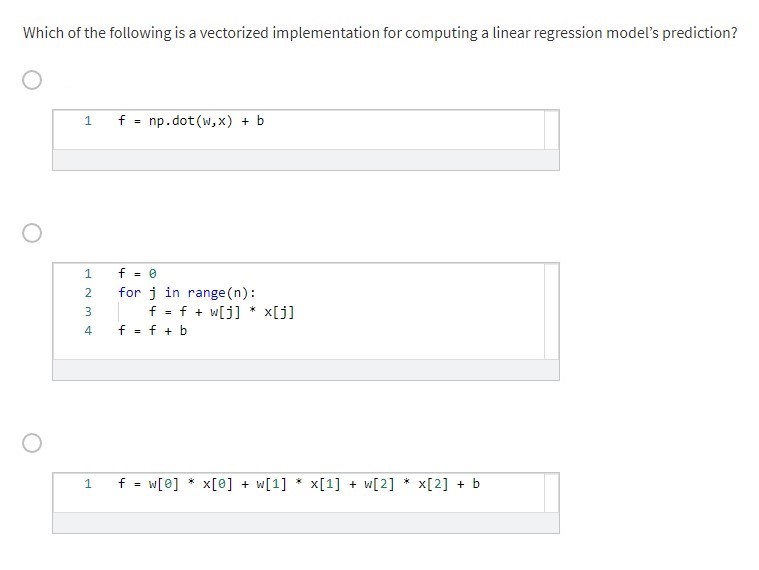 Which of the following is a vectorized implementation for computing a linear regression model’s prediction?
1 f = np.dot(w,x) + b
1 f = 0
2 for j in range(n):
3     f = f + w[j] * x[j]
4 f = f + b
1 f = w[0] * x[0] + w[1] * x[1] + w[2] * x[2] + b